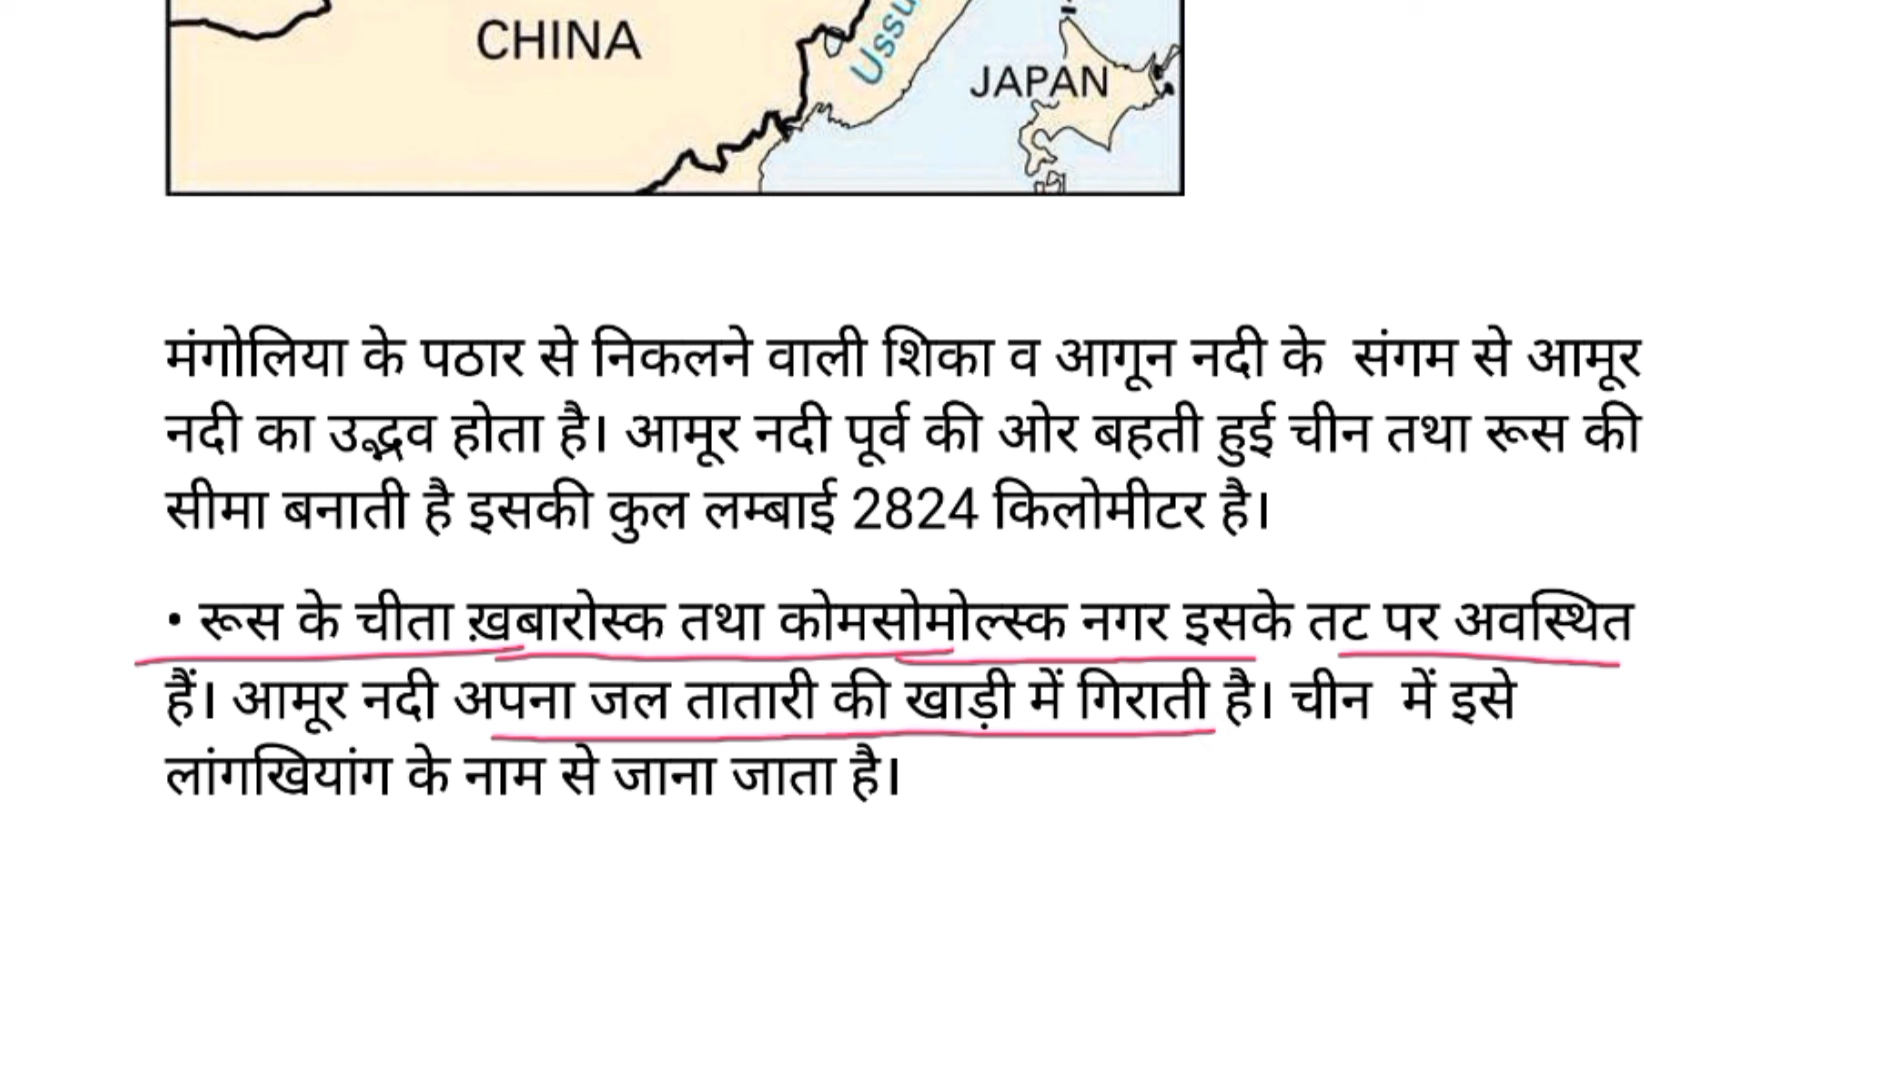 CHINA
Ussu
JAPAN
मंगोलिया के पठार से निकलने वाली शिका व आगून नदी के संगम से आमूर
नदी का उद्भव होता है। आमूर नदी पूर्व की ओर बहती हुई चीन तथा रूस की
सीमा बनाती है इसकी कुल लम्बाई 2824 किलोमीटर है।
• रूस के चीता ख़बारोस्क तथा कोमसोमोल्स्क नगर इसके तट पर अवस्थित
हैं। आमूर नदी अपना जल तातारी की खाड़ी में गिराती है। चीन में इसे
लांगखियांग के नाम से जाना जाता है।